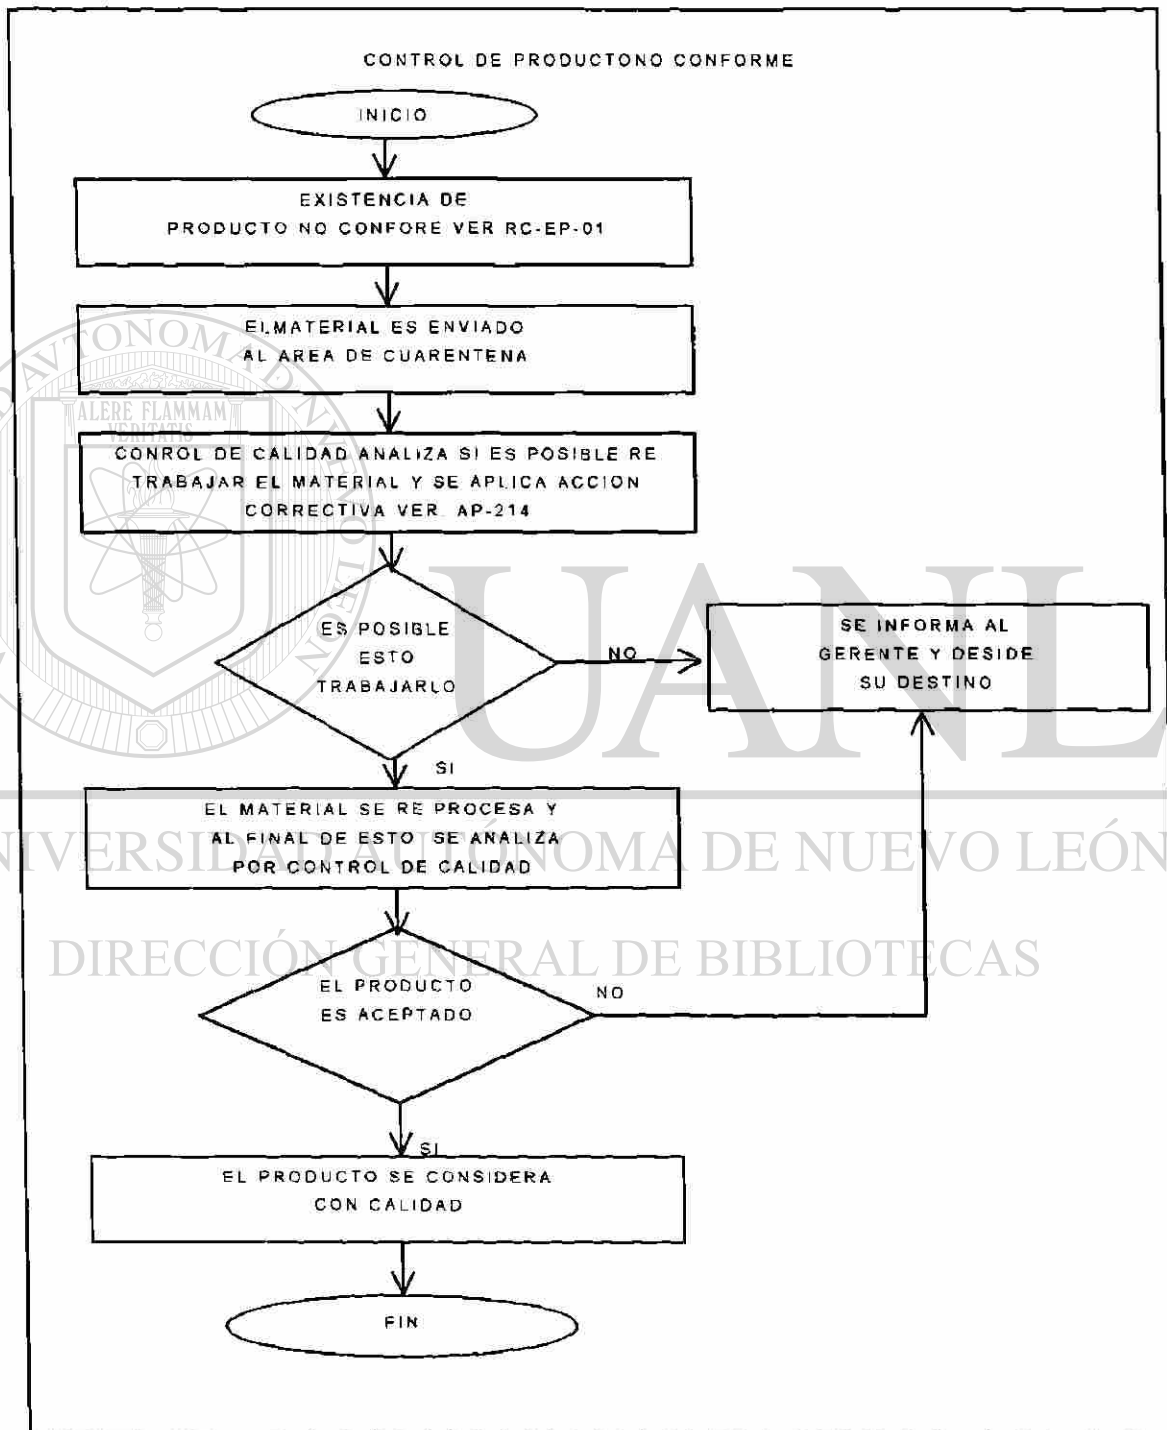 CONTROL DE PRODUCTONO CONFORME
INICIO
EXISTENCIA DE
PRODUCTO NO CONFORE VER RC-EP-01
ELMATERIAL ES ENVIADO
AL AREA DE CUARENTENA
CONROL DE CALIDAD ANALIZA SI ES POSIBLE RE
TRABAJAR EL MATERIAL Y SE APLICA ACCION
CORRECTIVA VER. AP-214
ES POSIBLE
ESTO
TRABAJARLO
NO
SE INFORMA AL
GERENTE Y DESIDE
SU DESTINO
SI
EL MATERIAL SE RE PROCESA Y
AL FINAL DE ESTO SE ANALIZA
POR CONTROL DE CALIDAD
EL PRODUCTO
ES ACEPTADO
NO
SI
EL PRODUCTO SE CONSIDERA
CON CALIDAD
FIN
ALERE FLAMMAM
VERITATIS
UANL
UNIVERSIDAD AUTÓNOMA DE NUEVO LEÓN
DIRECCIÓN GENERAL DE BIBLIOTECAS